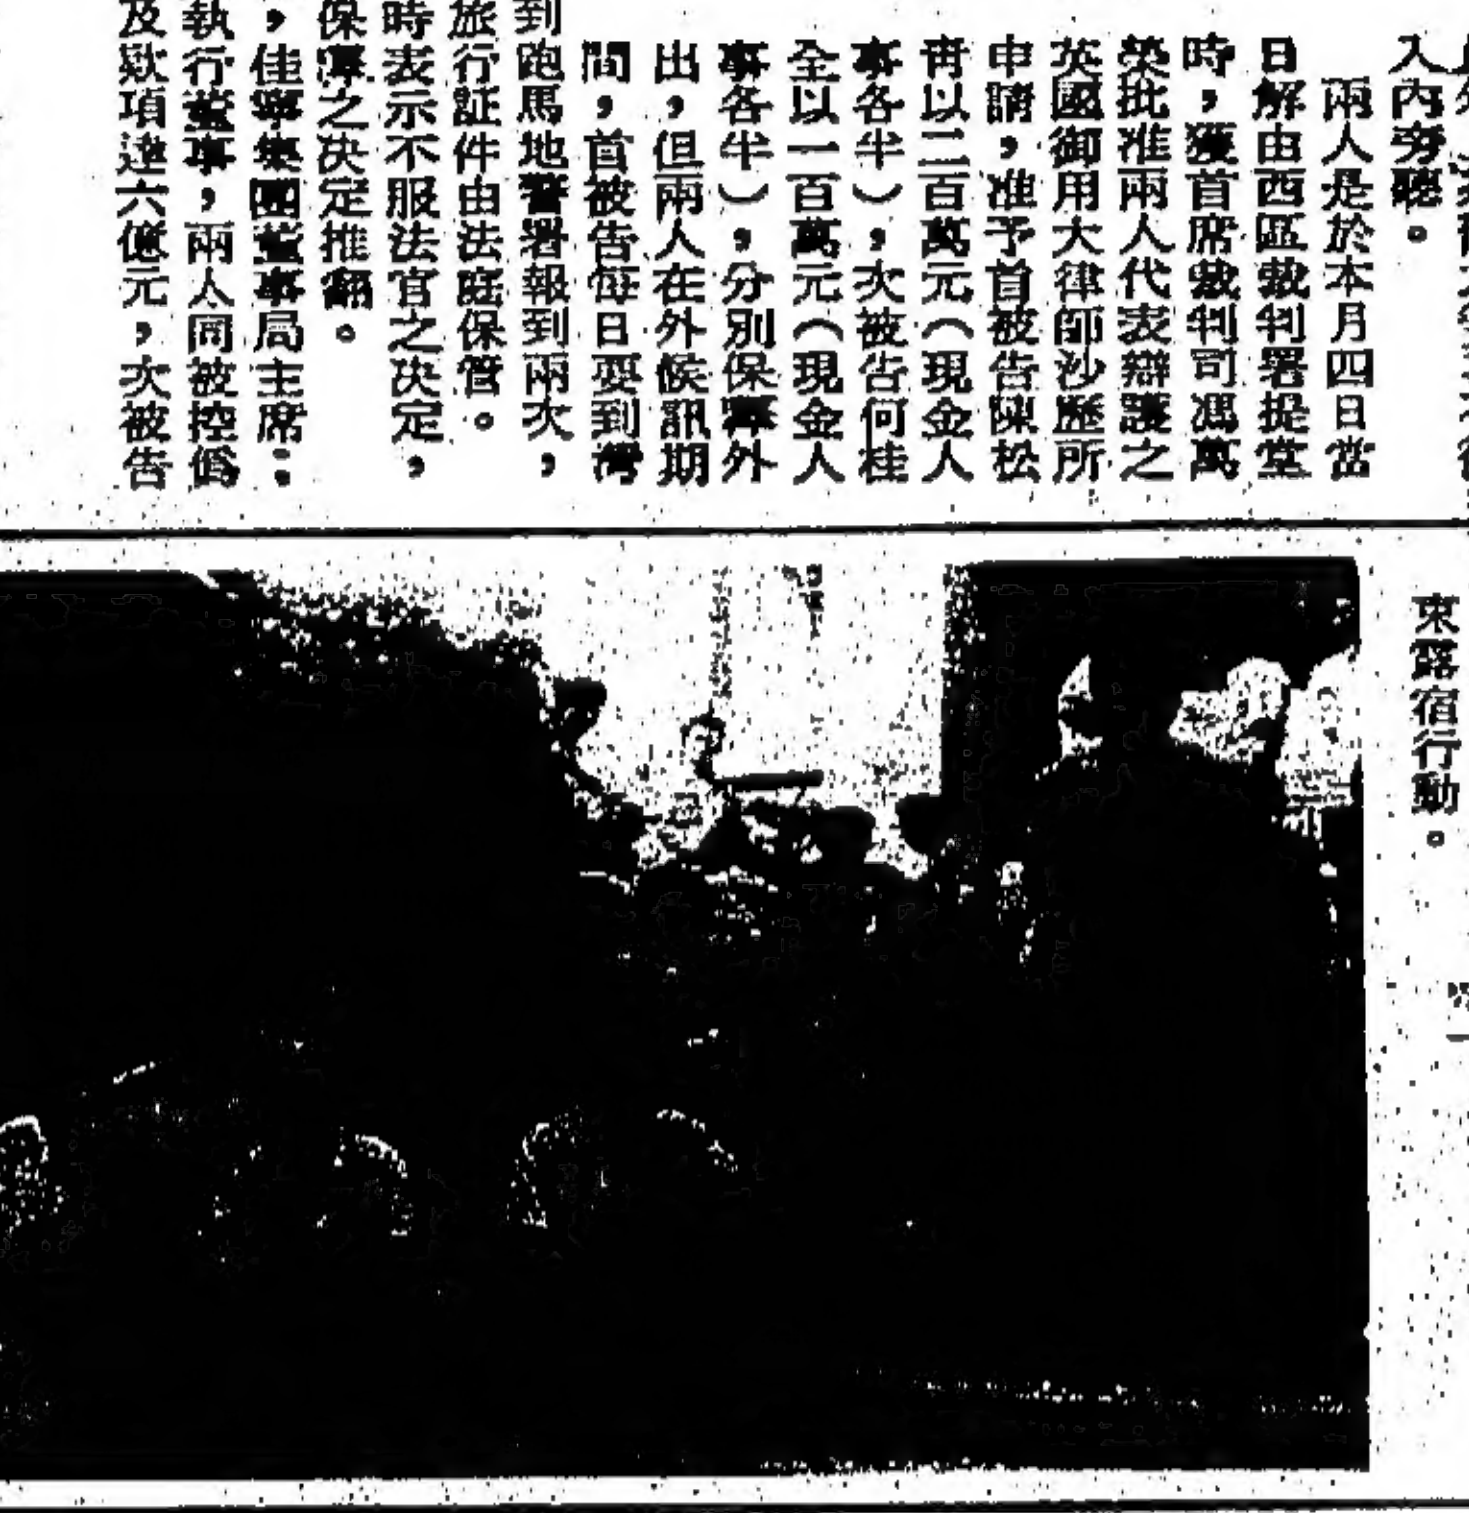 入內旁聽。
兩人是於本月四日當
日解由西區裁判署提堂
時，獲首席裁判司馮萬
榮批准兩人代表辯護之
英國御用大律師沙歷所
申請，准予首被告陳松
青以二百萬元（現金人
事各半），次被告何桂
全以一百萬元（現金人
事各半），分別保釋外
出，但兩人在外候訊期
間，首被告每日要到灣
到跑馬地警署報到兩次，
旅行証件由法庭保管。
時表示不服法官之決定，
保釋之決定推翻。
，佳寧集團董事局主席；
執行董事，兩人同被控僞
及欵項達六億元，次被告
東露宿行動。